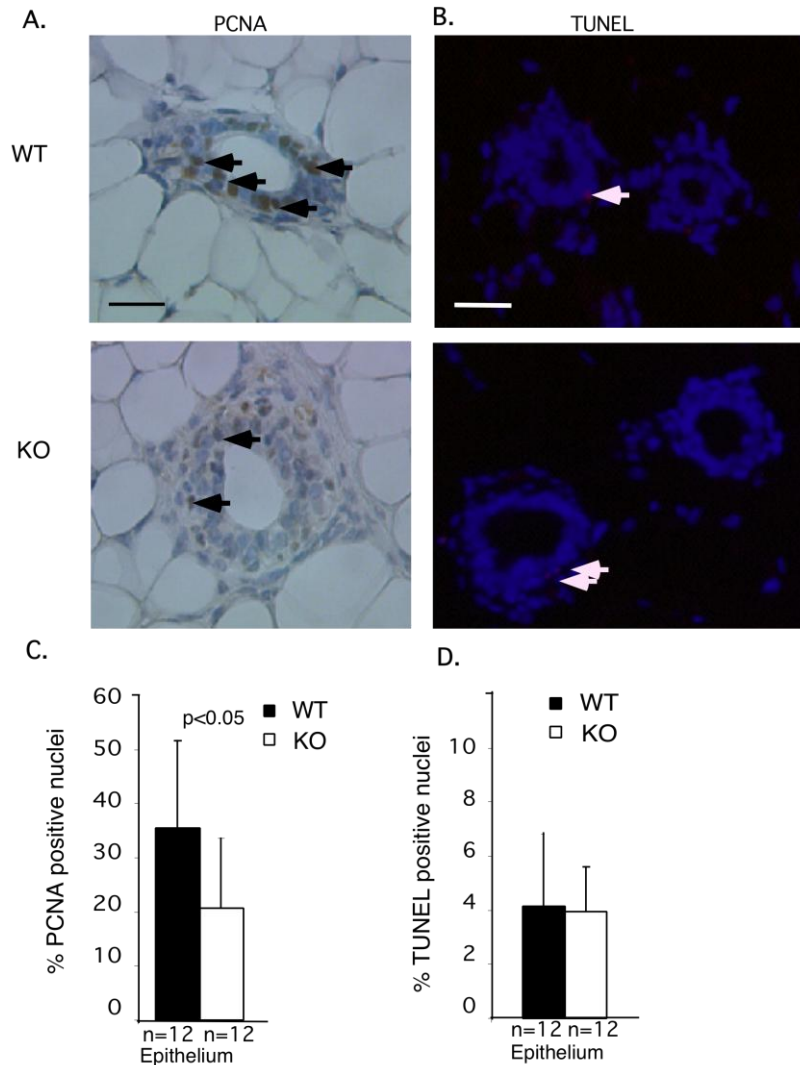 A.
PCNA
B.
TUNEL
WT
KO
C.
% PCNA positive nuclei
60
50
40
30
20
10
0
p<0.05
WT
KO
n=12 n=12
Epithelium
D.
% TUNEL positive nuclei
10
8
6
4
2
0
WT
KO
n=12 n=12
Epithelium